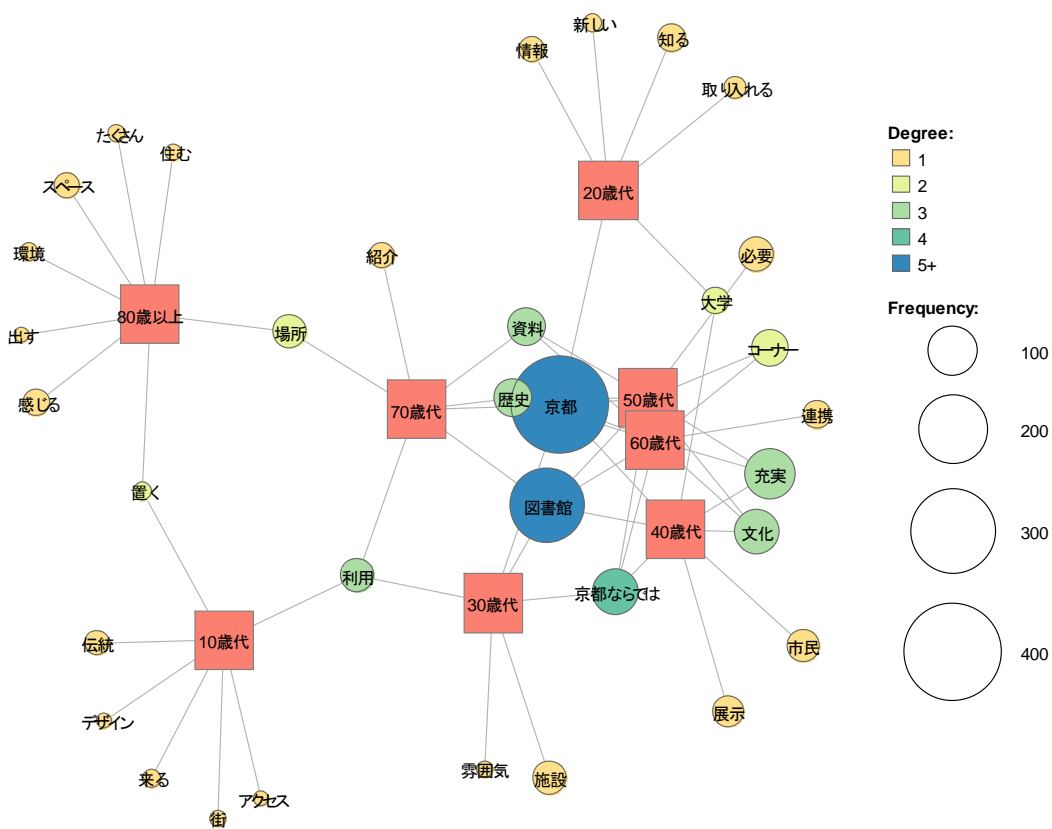 新しい
情報
知る
取り入れる
たくさん
住む
スペース
20歳代
環境
紹介
必要
80歳以上
大学
出す
場所
資料
コーナー
感じる
70歳代
歴史
京都
50歳代
連携
60歳代
充実
置く
図書館
40歳代
文化
利用
30歳代
京都ならでは
10歳代
伝統
市民
デザイン
展示
来る
雰囲気
施設
アクセス
街
Degree:
1
2
3
4
5+
Frequency:
100
200
300
400